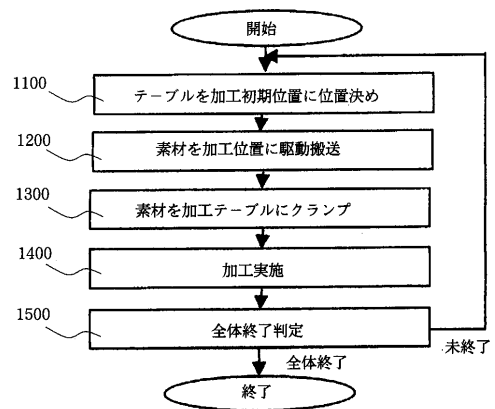 開始
1100
テーブルを加工初期位置に位置決め
1200
素材を加工位置に駆動搬送
1300
素材を加工テーブルにクランプ
1400
加工実施
1500
全体終了判定
未終了
全体終了
終了